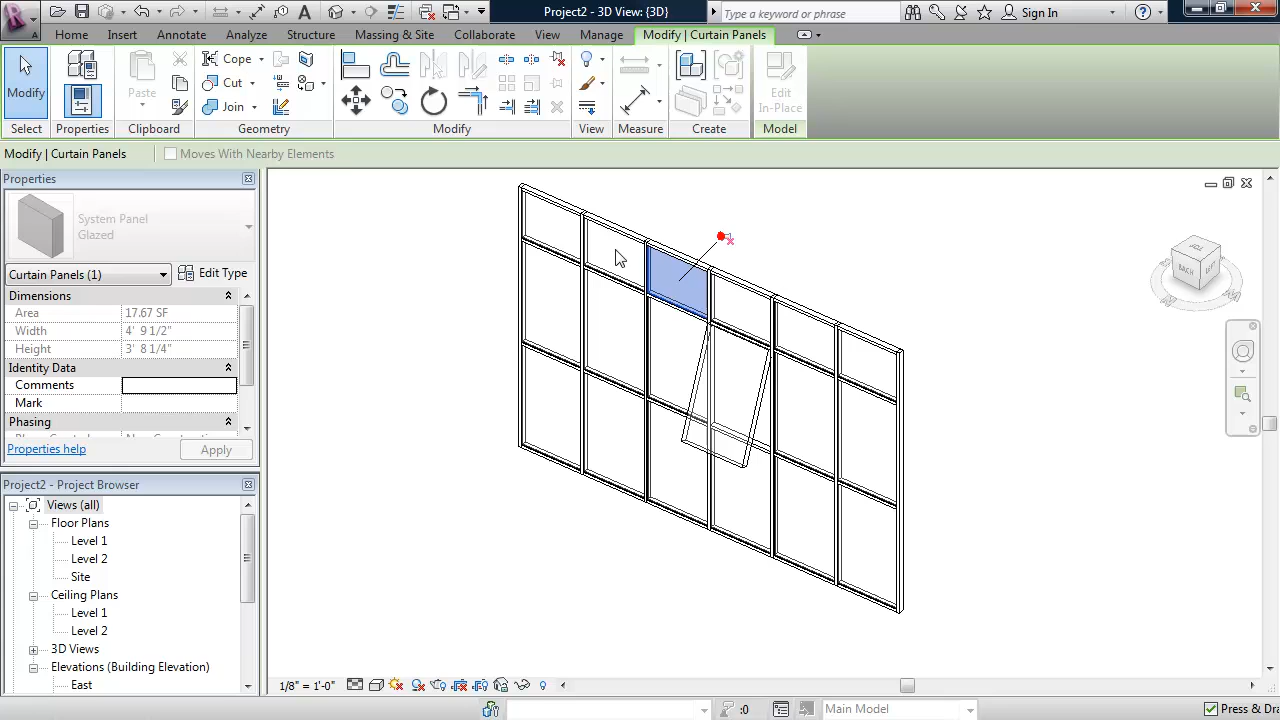 Project2 - 3D View: {3D}
Type a keyword or phrase
Sign In
Home
Insert
Annotate
Analyze
Structure
Massing & Site
Collaborate
View
Manage
Modify | Curtain Panels
Modify
Paste
Cope
Cut
Join
Edit
In-Place
Select
Properties
Clipboard
Geometry
Modify
View
Measure
Create
Model
Modify | Curtain Panels
Moves With Nearby Elements
Properties
System Panel
Glazed
Curtain Panels (1)
Edit Type
Dimensions
Area 17.67 SF
Width 4' 9 1/2"
Height 3' 8 1/4"
Identity Data
Comments
Mark
Phasing
Properties help
Apply
Project2 - Project Browser
Views (all)
Floor Plans
Level 1
Level 2
Site
Ceiling Plans
Level 1
Level 2
3D Views
Elevations (Building Elevation)
East
BACK
LEFT
1/8" = 1'-0"
:0
Main Model
Press & Dra